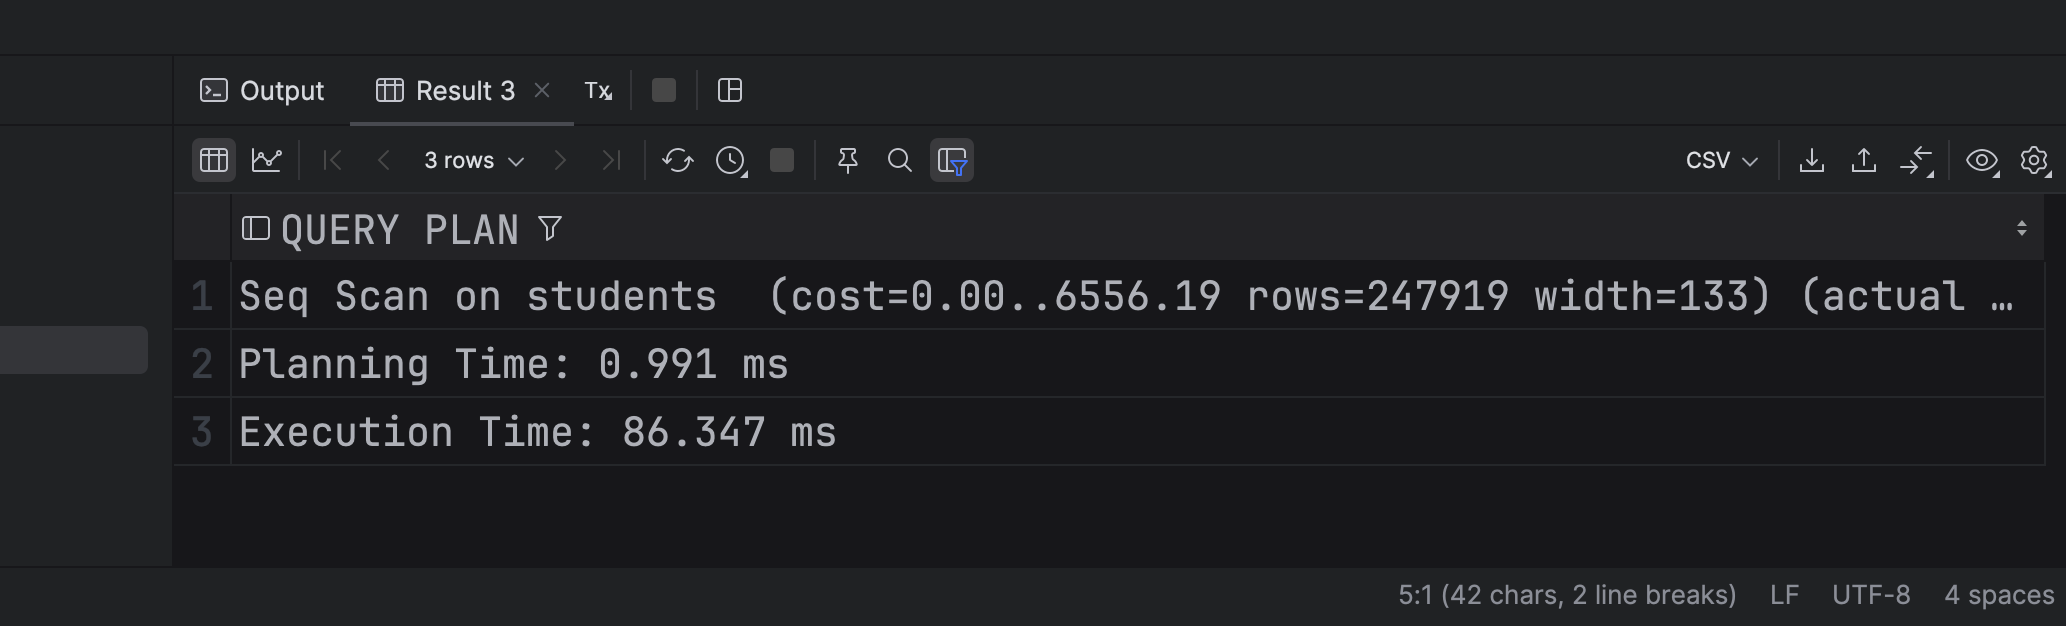 Output Result 3 Tx
3 rows CSV
QUERY PLAN
1 Seq Scan on students  (cost=0.00..6556.19 rows=247919 width=133) (actual …
2 Planning Time: 0.991 ms
3 Execution Time: 86.347 ms
5:1 (42 chars, 2 line breaks) LF UTF-8 4 spaces